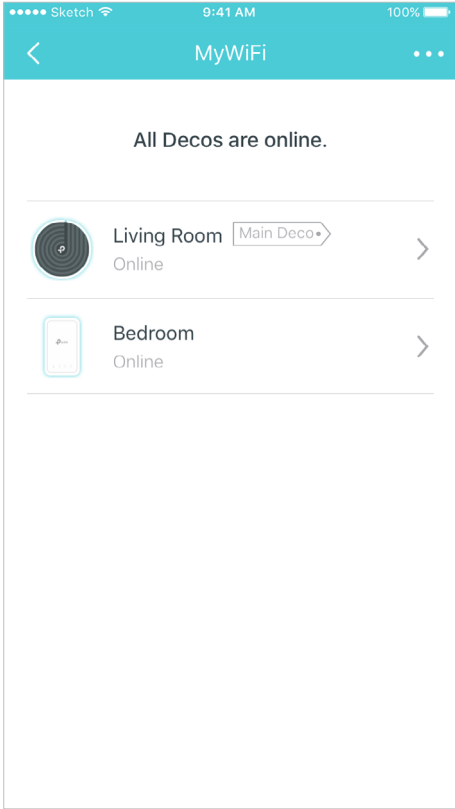 Sketch 9:41 AM 100%
MyWiFi
All Decos are online.
Living Room Main Deco
Online
Bedroom
Online